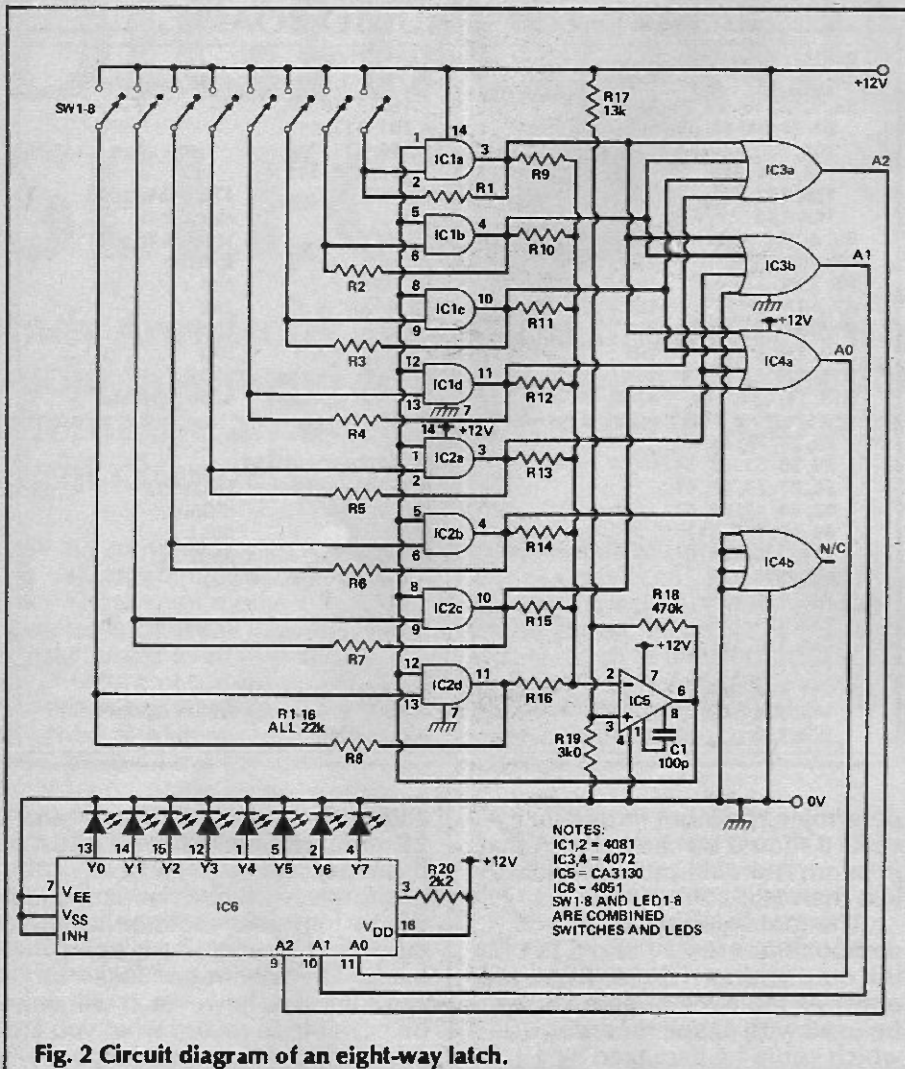 +12V
SW1-8
R17
13k
14
1
2
IC1a
3
R9
R1
IC3a
A2
5
6
IC1b
4
R10
R2
IC3b
A1
8
9
IC1c
10
R11
R3
+12V
12
13
IC1d
11
R12
7
R4
IC4a
A0
14
+12V
1
2
IC2a
3
R13
R5
5
6
IC2b
4
R14
R6
IC4b
N/C
8
9
IC2c
10
R15
R7
R18
470k
+12V
12
13
IC2d
11
R16
7
2
3
IC5
7
6
8
4
1
C1
100p
R1-16
ALL 22k
R8
R19
3k0
0V
13
14
15
12
1
5
2
4
Y0
Y1
Y2
Y3
Y4
Y5
Y6
Y7
+12V
R20
2k2
7
VEE
VSS
INH
IC6
3
VDD
16
A2
A1
A0
9
10
11
NOTES:
IC1,2 = 4081
IC3,4 = 4072
IC5 = CA3130
IC6 - 4051
SW1-8 AND LED1-8
ARE COMBINED
SWITCHES AND LEDS
Fig. 2 Circuit diagram of an eight-way latch.